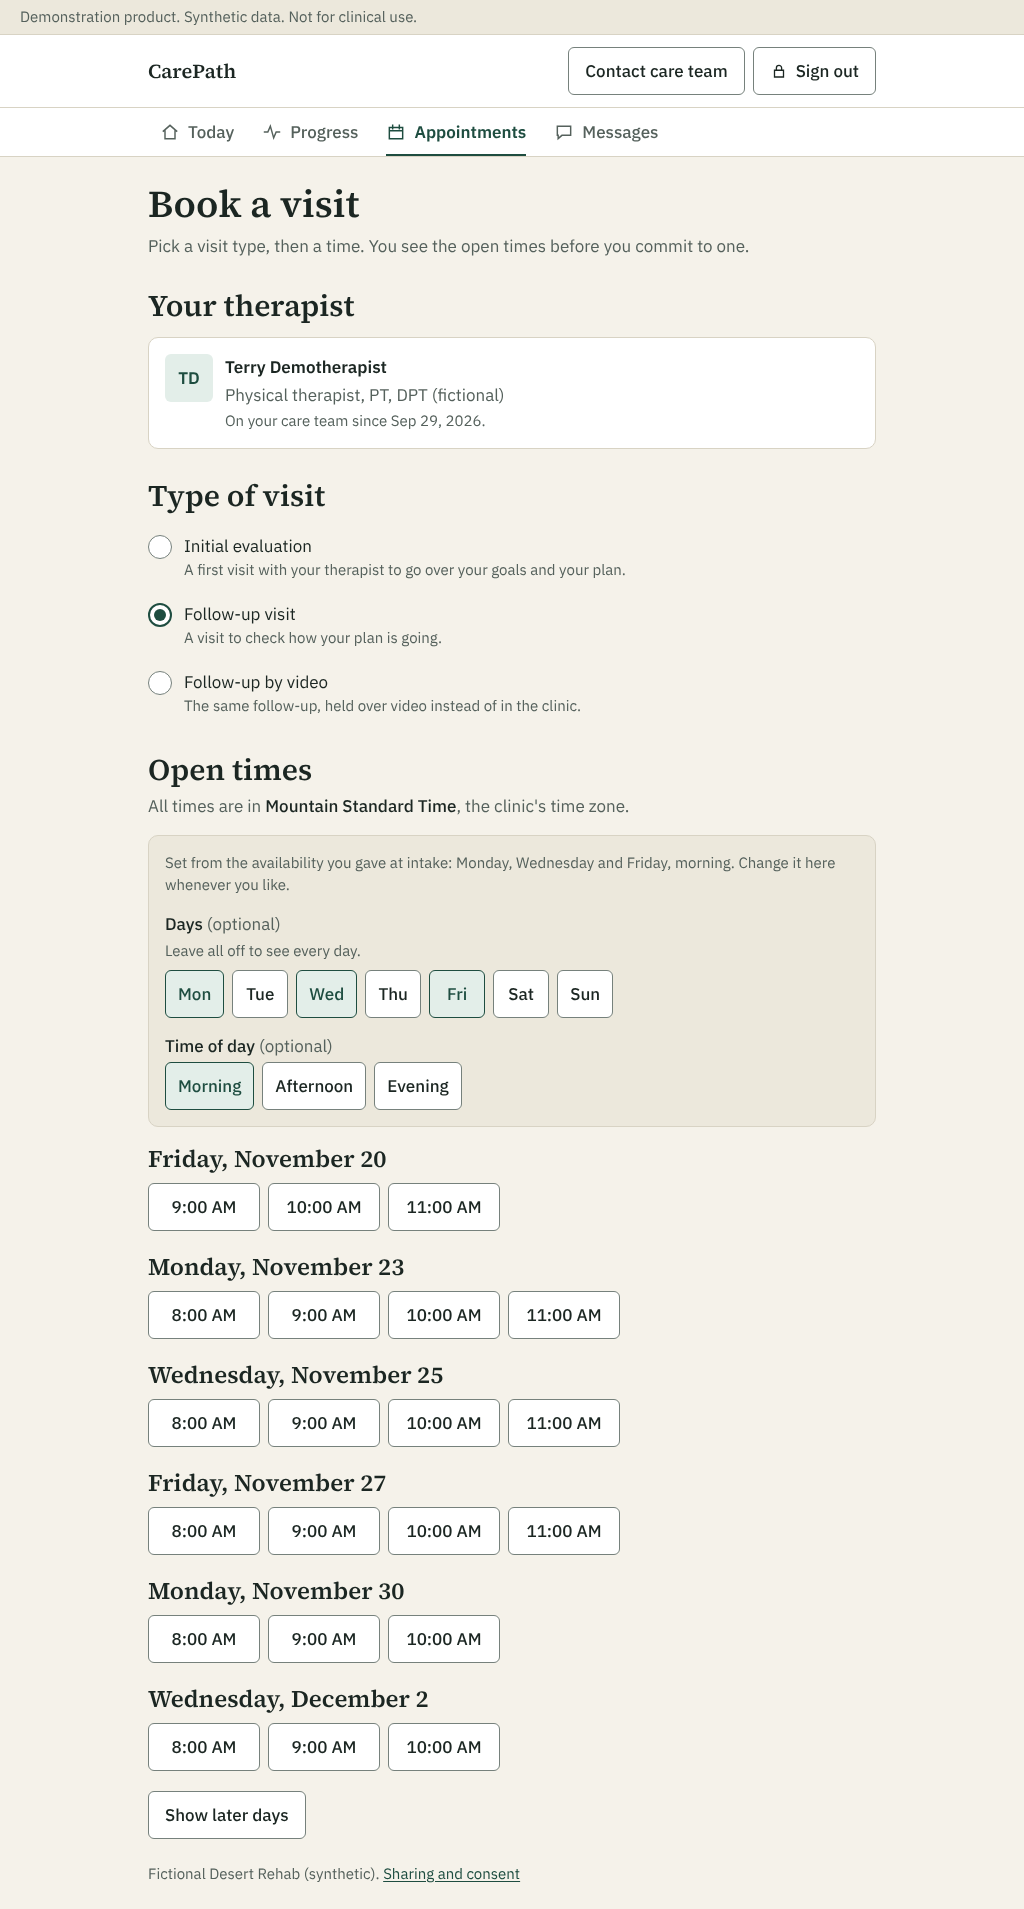 Demonstration product. Synthetic data. Not for clinical use.
CarePath
Contact care team
Sign out
Today
Progress
Appointments
Messages
Book a visit
Pick a visit type, then a time. You see the open times before you commit to one.
Your therapist
TD
Terry Demotherapist
Physical therapist, PT, DPT (fictional)
On your care team since Sep 29, 2026.
Type of visit
Initial evaluation
A first visit with your therapist to go over your goals and your plan.
Follow-up visit
A visit to check how your plan is going.
Follow-up by video
The same follow-up, held over video instead of in the clinic.
Open times
All times are in Mountain Standard Time, the clinic's time zone.
Set from the availability you gave at intake: Monday, Wednesday and Friday, morning. Change it here
whenever you like.
Days (optional)
Leave all off to see every day.
Mon Tue Wed Thu Fri Sat Sun
Time of day (optional)
Morning Afternoon Evening
Friday, November 20
9:00 AM 10:00 AM 11:00 AM
Monday, November 23
8:00 AM 9:00 AM 10:00 AM 11:00 AM
Wednesday, November 25
8:00 AM 9:00 AM 10:00 AM 11:00 AM
Friday, November 27
8:00 AM 9:00 AM 10:00 AM 11:00 AM
Monday, November 30
8:00 AM 9:00 AM 10:00 AM
Wednesday, December 2
8:00 AM 9:00 AM 10:00 AM
Show later days
Fictional Desert Rehab (synthetic). Sharing and consent